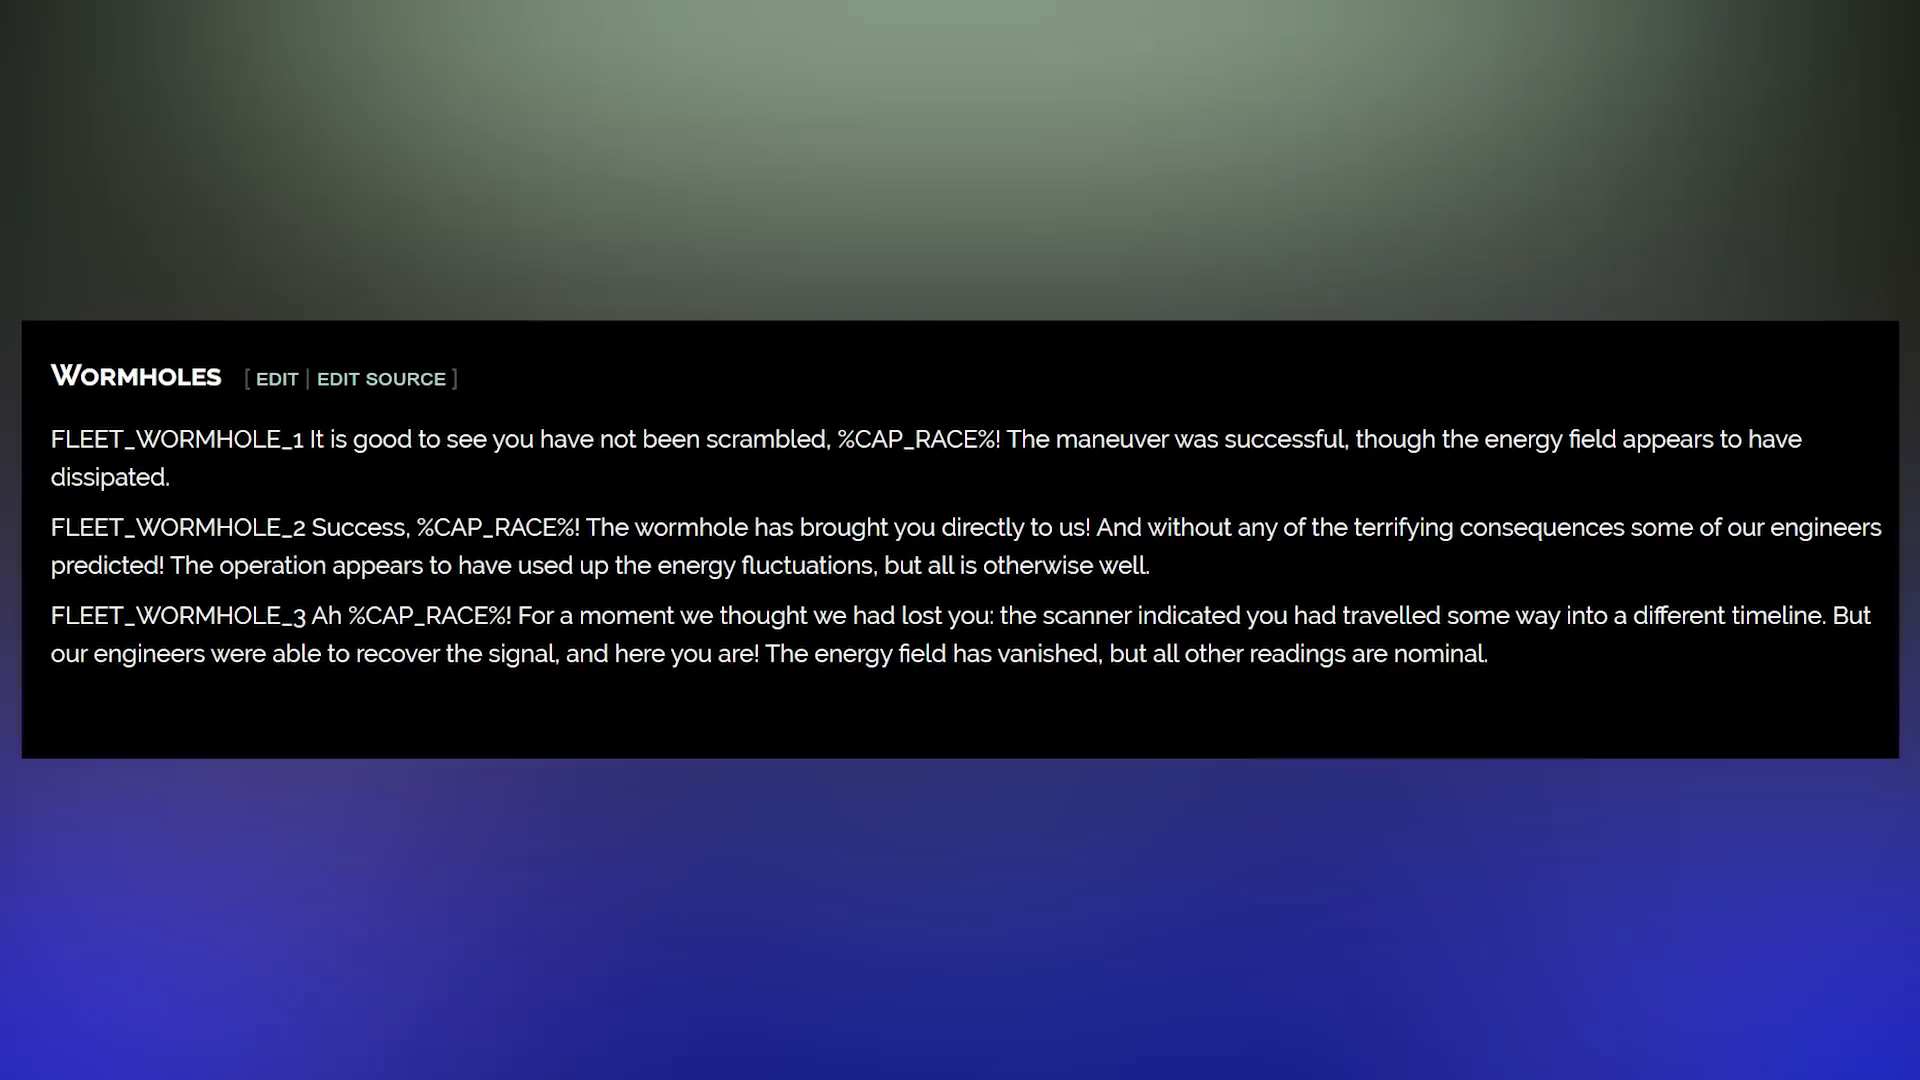 WORMHOLES [ EDIT | EDIT SOURCE ]
FLEET_WORMHOLE_1 It is good to see you have not been scrambled, %CAP_RACE%! The maneuver was successful, though the energy field appears to have
dissipated.
FLEET_WORMHOLE_2 Success, %CAP_RACE%! The wormhole has brought you directly to us! And without any of the terrifying consequences some of our engineers
predicted! The operation appears to have used up the energy fluctuations, but all is otherwise well.
FLEET_WORMHOLE_3 Ah %CAP_RACE%! For a moment we thought we had lost you: the scanner indicated you had travelled some way into a different timeline. But
our engineers were able to recover the signal, and here you are! The energy field has vanished, but all other readings are nominal.